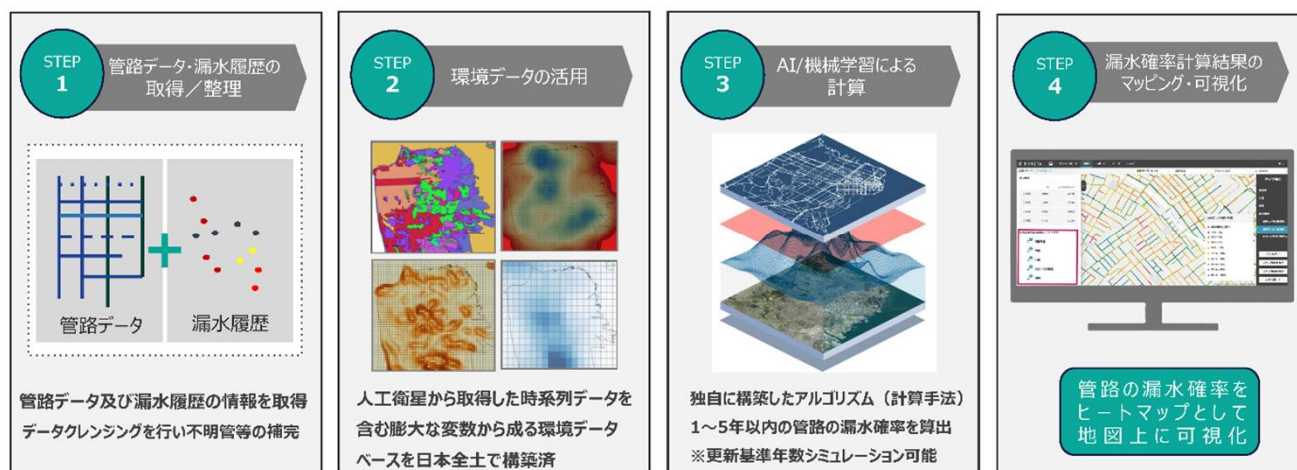 STEP
1
管路データ・漏水履歴の
取得／整理
管路データ
漏水履歴
管路データ及び漏水履歴の情報を取得
データクレンジングを行い不明管等の補完
STEP
2
環境データの活用
人工衛星から取得した時系列データを
含む膨大な変数から成る環境データ
ベースを日本全土で構築済
STEP
3
AI/機械学習による
計算
独自に構築したアルゴリズム（計算手法）
1～5年以内の管路の漏水確率を算出
※更新基準年数シミュレーション可能
STEP
4
漏水確率計算結果の
マッピング・可視化
管路の漏水確率を
ヒートマップとして
地図上に可視化